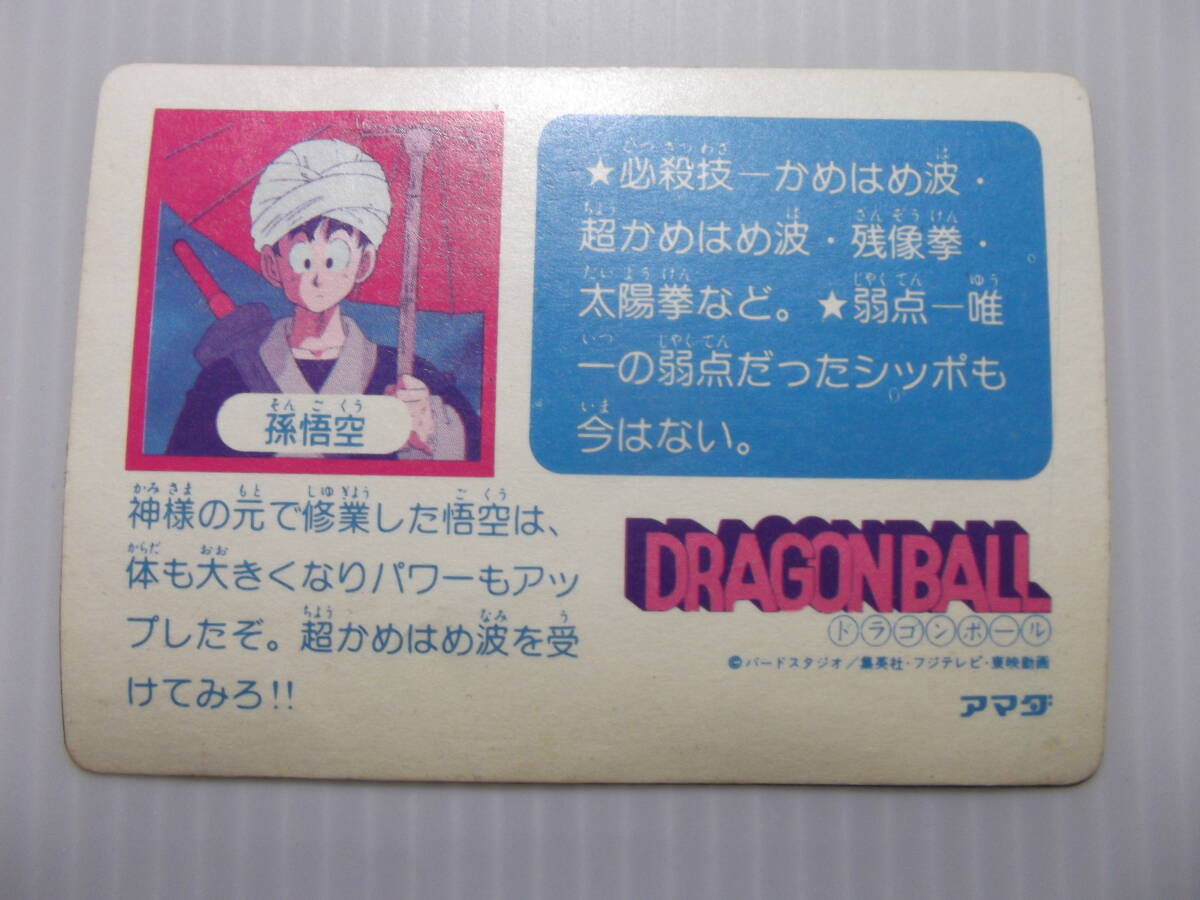 孫悟空
★必殺技―かめはめ波・
超かめはめ波・残像拳・
太陽拳など。★弱点―唯
一の弱点だったシッポも
今はない。
神様の元で修業した悟空は、
体も大きくなりパワーもアッ
プしたぞ。超かめはめ波を受
けてみろ!!
DRAGON BALL
ドラゴンボール
©バードスタジオ/集英社・フジテレビ・東映動画
アマダ